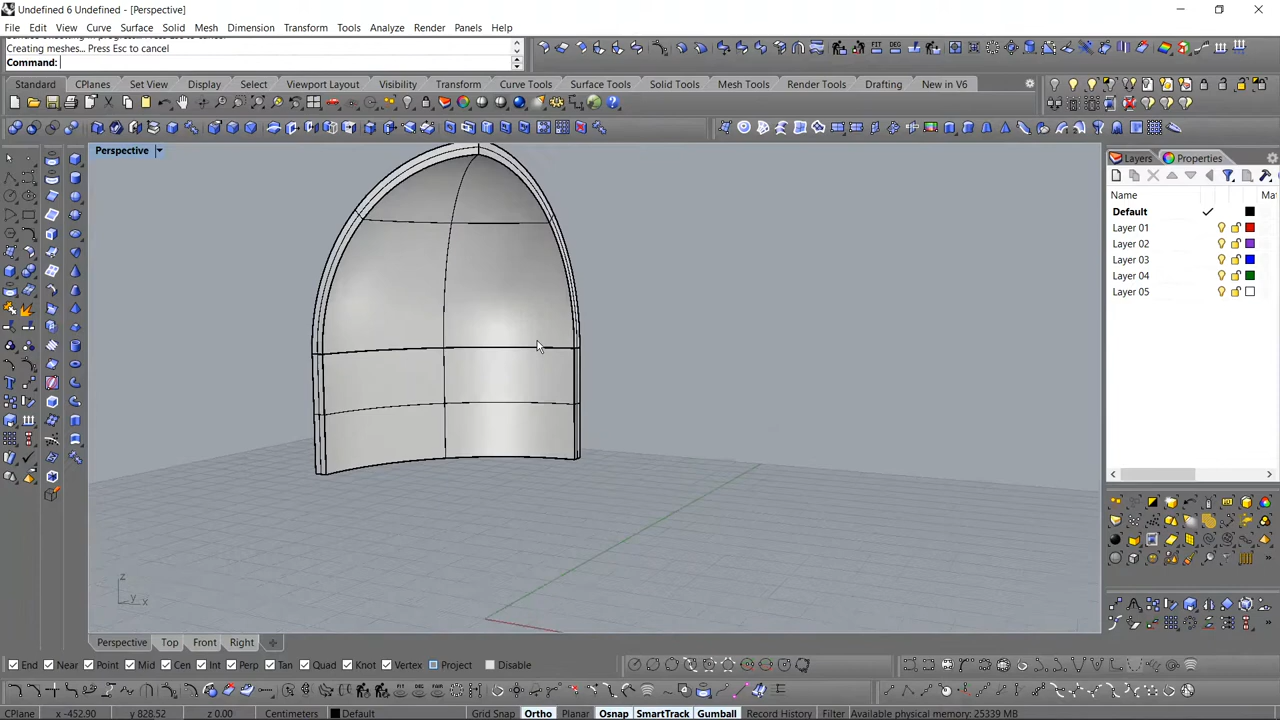 Undefined 6 Undefined - [Perspective]
File Edit View Curve Surface Solid Mesh Dimension Transform Tools Analyze Render Panels Help
Creating meshes... Press Esc to cancel
Command:
Standard CPlanes Set View Display Select Viewport Layout Visibility Transform Curve Tools Surface Tools Solid Tools Mesh Tools Render Tools Drafting New in V6
Perspective
Layers Properties
Name Ma
Default
Layer 01
Layer 02
Layer 03
Layer 04
Layer 05
z
y x
Perspective Top Front Right
End Near Point Mid Cen Int Perp Tan Quad Knot Vertex Project Disable
CPlane x -452.90 y 828.52 z 0.00 Centimeters Default Grid Snap Ortho Planar Osnap SmartTrack Gumball Record History Filter Available physical memory: 25339 MB